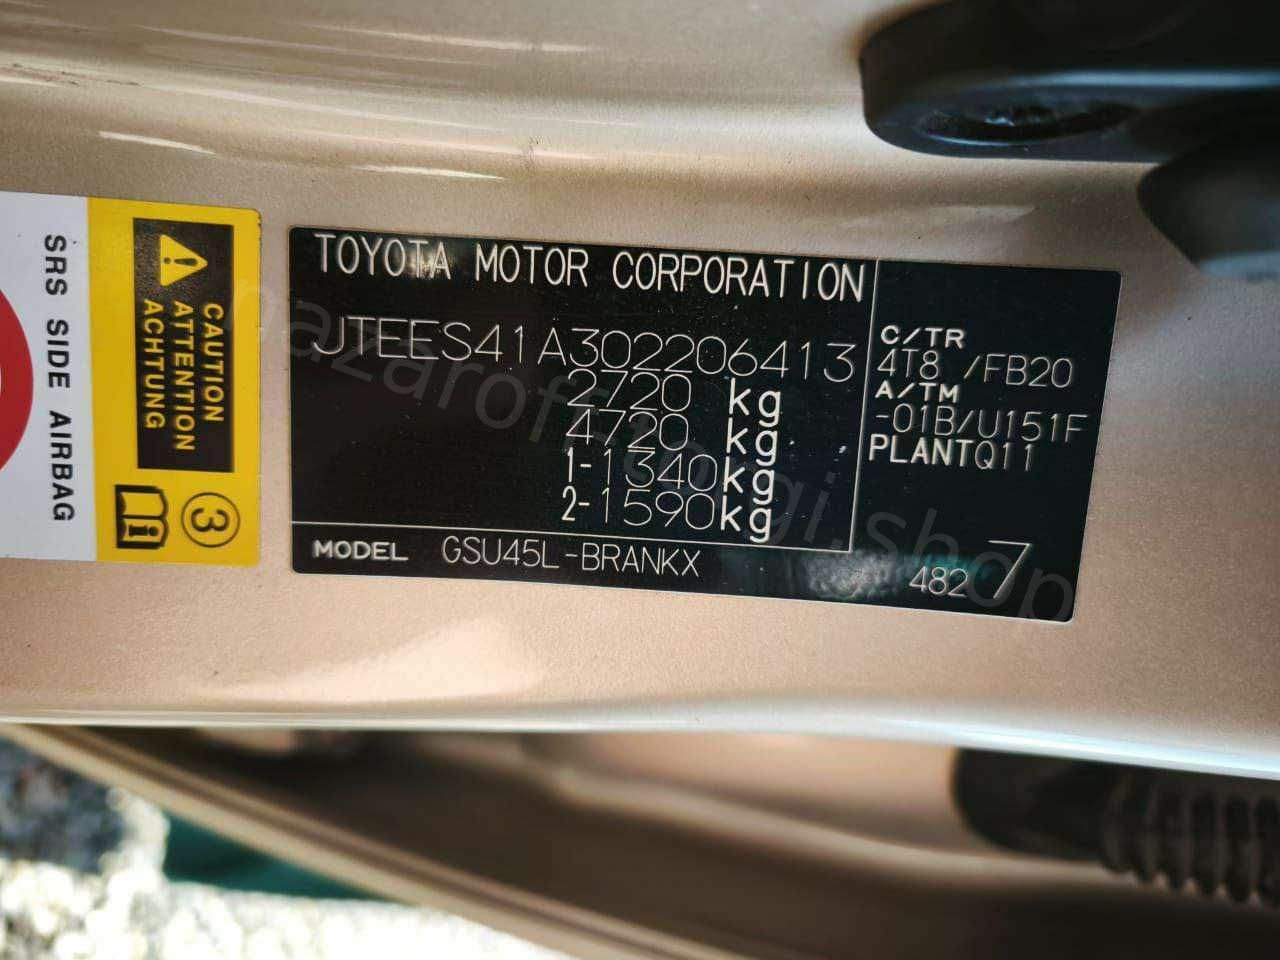 SRS SIDE AIRBAG
CAUTION
ATTENTION
ACHTUNG
3
TOYOTA MOTOR CORPORATION
JTEES41A302206413
2720 kg
4720 kg
1-1340kg
2-1590kg
C/TR
4T8 /FB20
A/TM
-01B/U151F
PLANTQ11
MODEL GSU45L-BRANKX
482 7